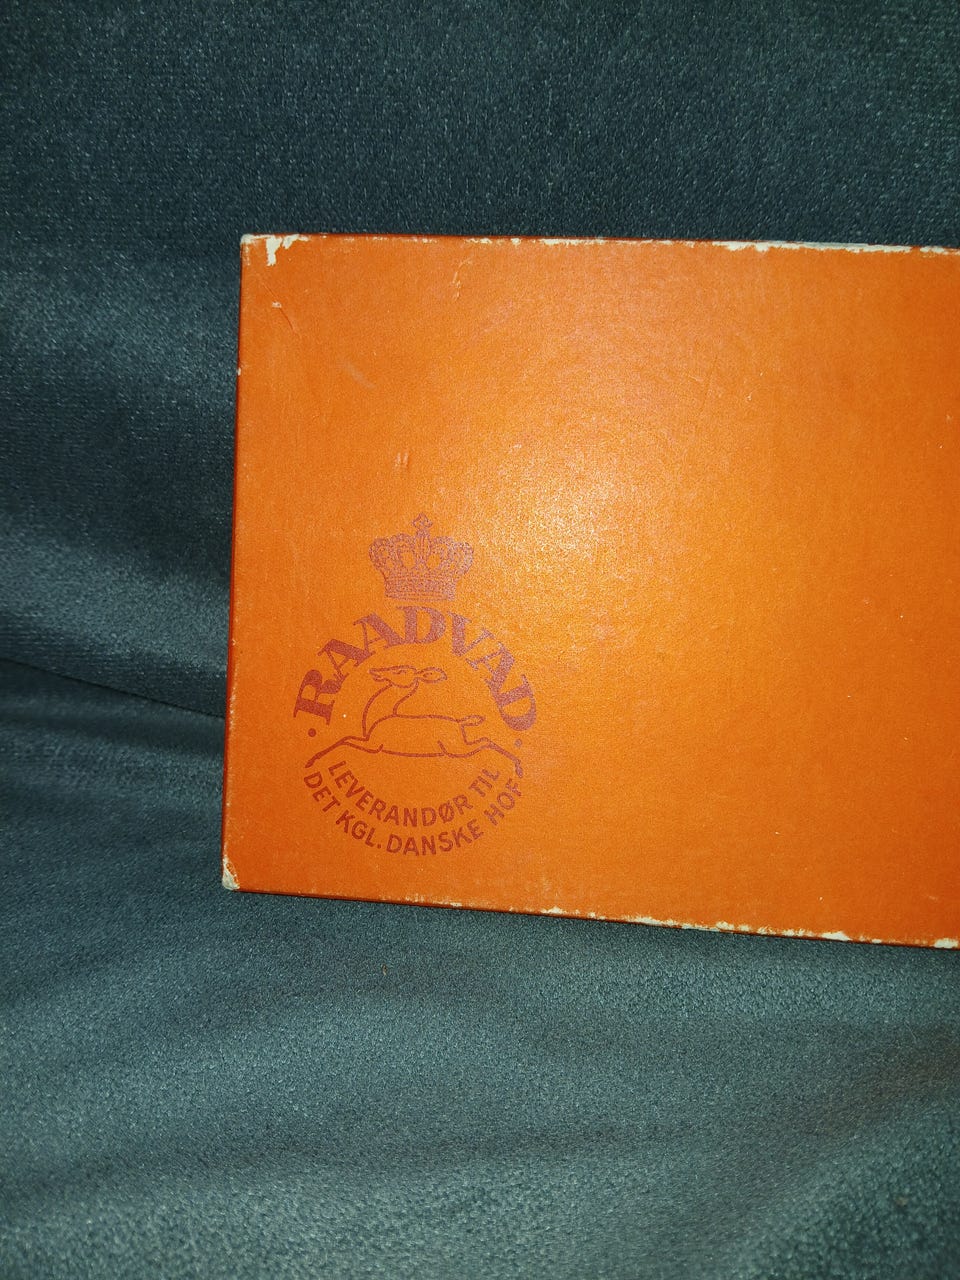 RAADVAD
LEVERANDØR TIL
DET KGL. DANSKE HOF